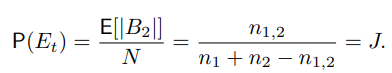 P(E_t) = E[|B_2|] / N = n_{1,2} / (n_1 + n_2 − n_{1,2}) = J.